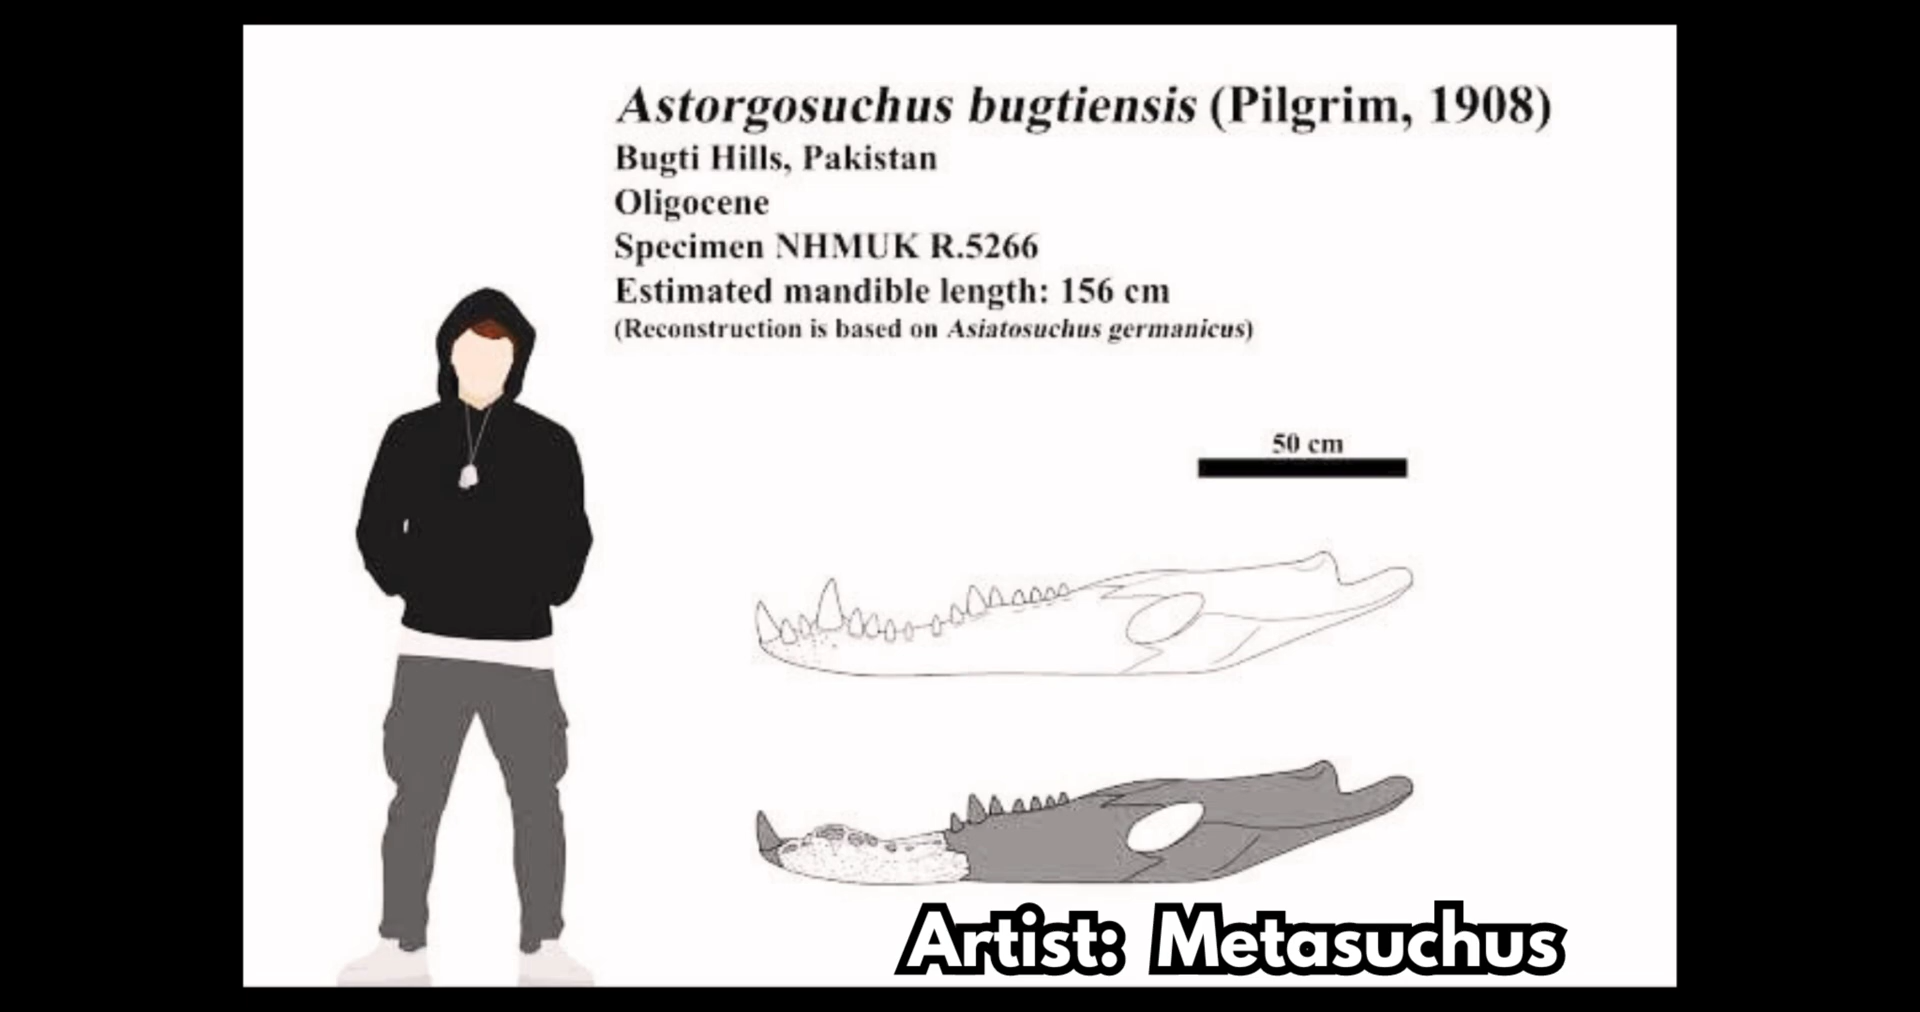 Astorgosuchus bugtiensis (Pilgrim, 1908)
Bugti Hills, Pakistan
Oligocene
Specimen NHMUK R.5266
Estimated mandible length: 156 cm
(Reconstruction is based on Asiatosuchus germanicus)
50 cm
Artist: Metasuchus